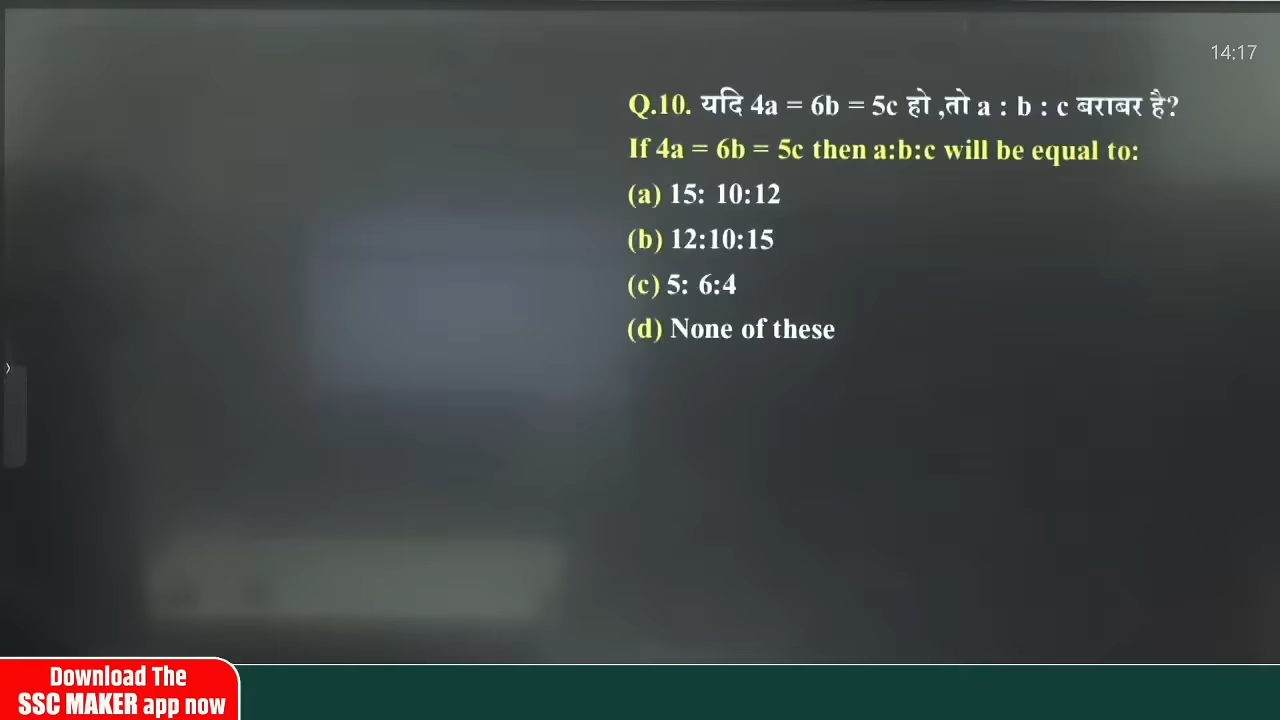 14:17
Q.10. यदि 4a = 6b = 5c हो ,तो a : b : c बराबर है?
If 4a = 6b = 5c then a:b:c will be equal to:
(a) 15: 10:12
(b) 12:10:15
(c) 5: 6:4
(d) None of these
Download The
SSC MAKER app now